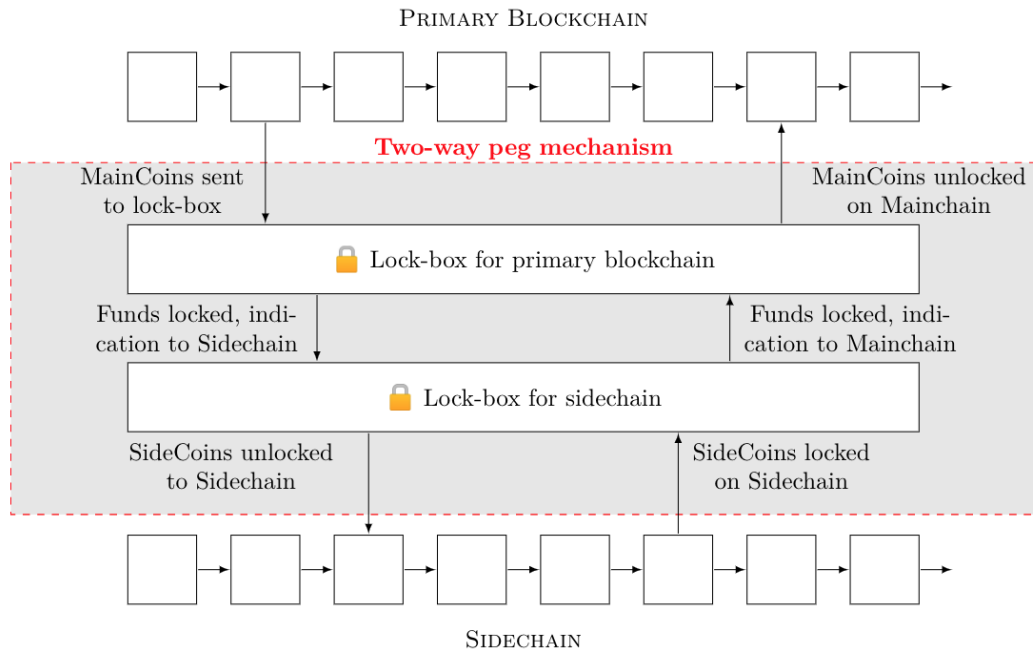 PRIMARY BLOCKCHAIN
Two-way peg mechanism
MainCoins sent
to lock-box
MainCoins unlocked
on Mainchain
Lock-box for primary blockchain
Funds locked, indi-
cation to Sidechain
Funds locked, indi-
cation to Mainchain
Lock-box for sidechain
SideCoins unlocked
to Sidechain
SideCoins locked
on Sidechain
SIDECHAIN